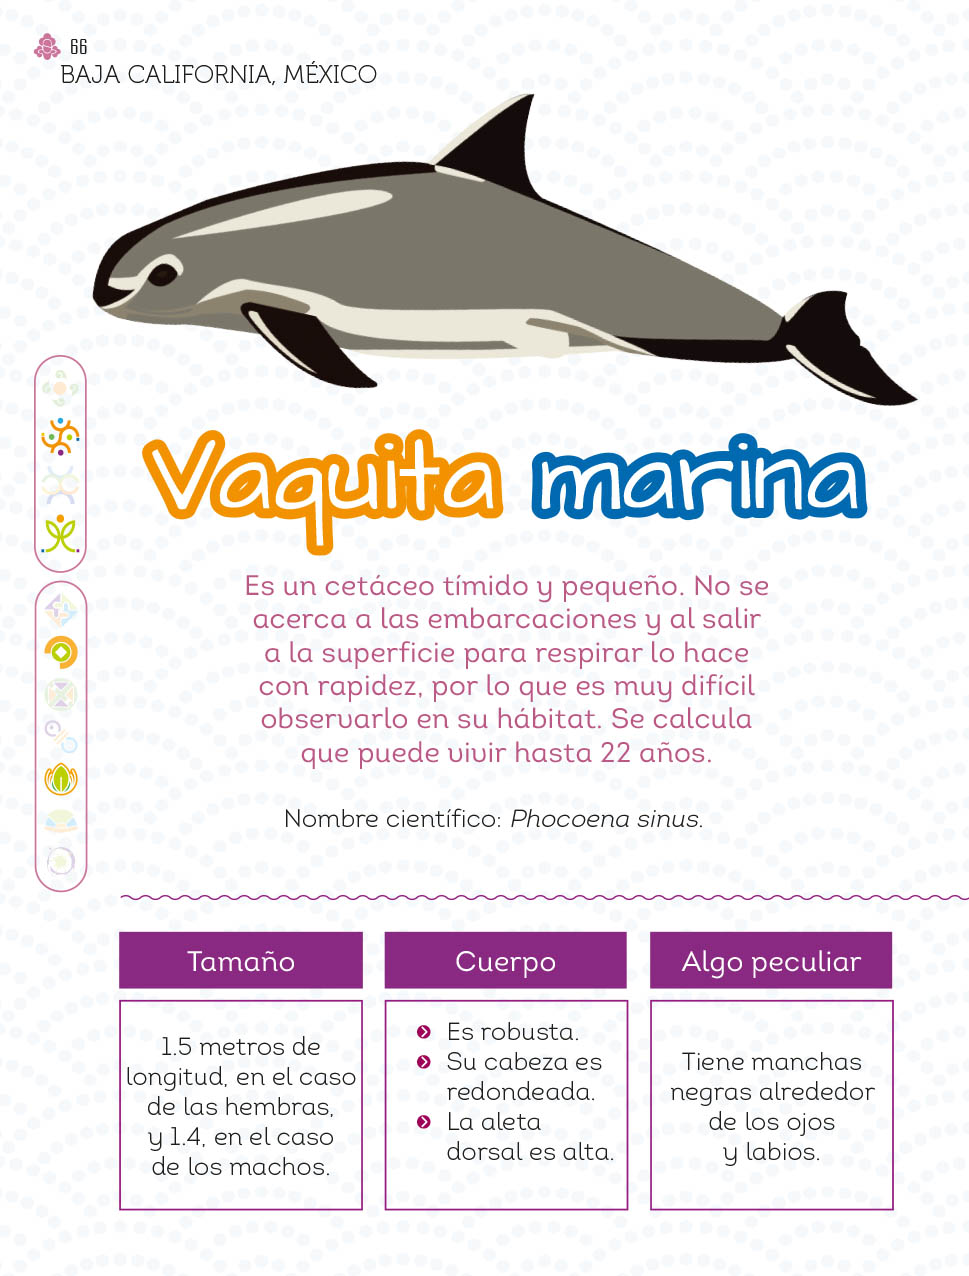 66
BAJA CALIFORNIA, MÉXICO
Vaquita marina
Es un cetáceo tímido y pequeño. No se
acerca a las embarcaciones y al salir
a la superficie para respirar lo hace
con rapidez, por lo que es muy difícil
observarlo en su hábitat. Se calcula
que puede vivir hasta 22 años.
Nombre científico: Phocoena sinus.
Tamaño
1.5 metros de
longitud, en el caso
de las hembras,
y 1.4, en el caso
de los machos.
Cuerpo
Es robusta.
Su cabeza es
redondeada.
La aleta
dorsal es alta.
Algo peculiar
Tiene manchas
negras alrededor
de los ojos
y labios.